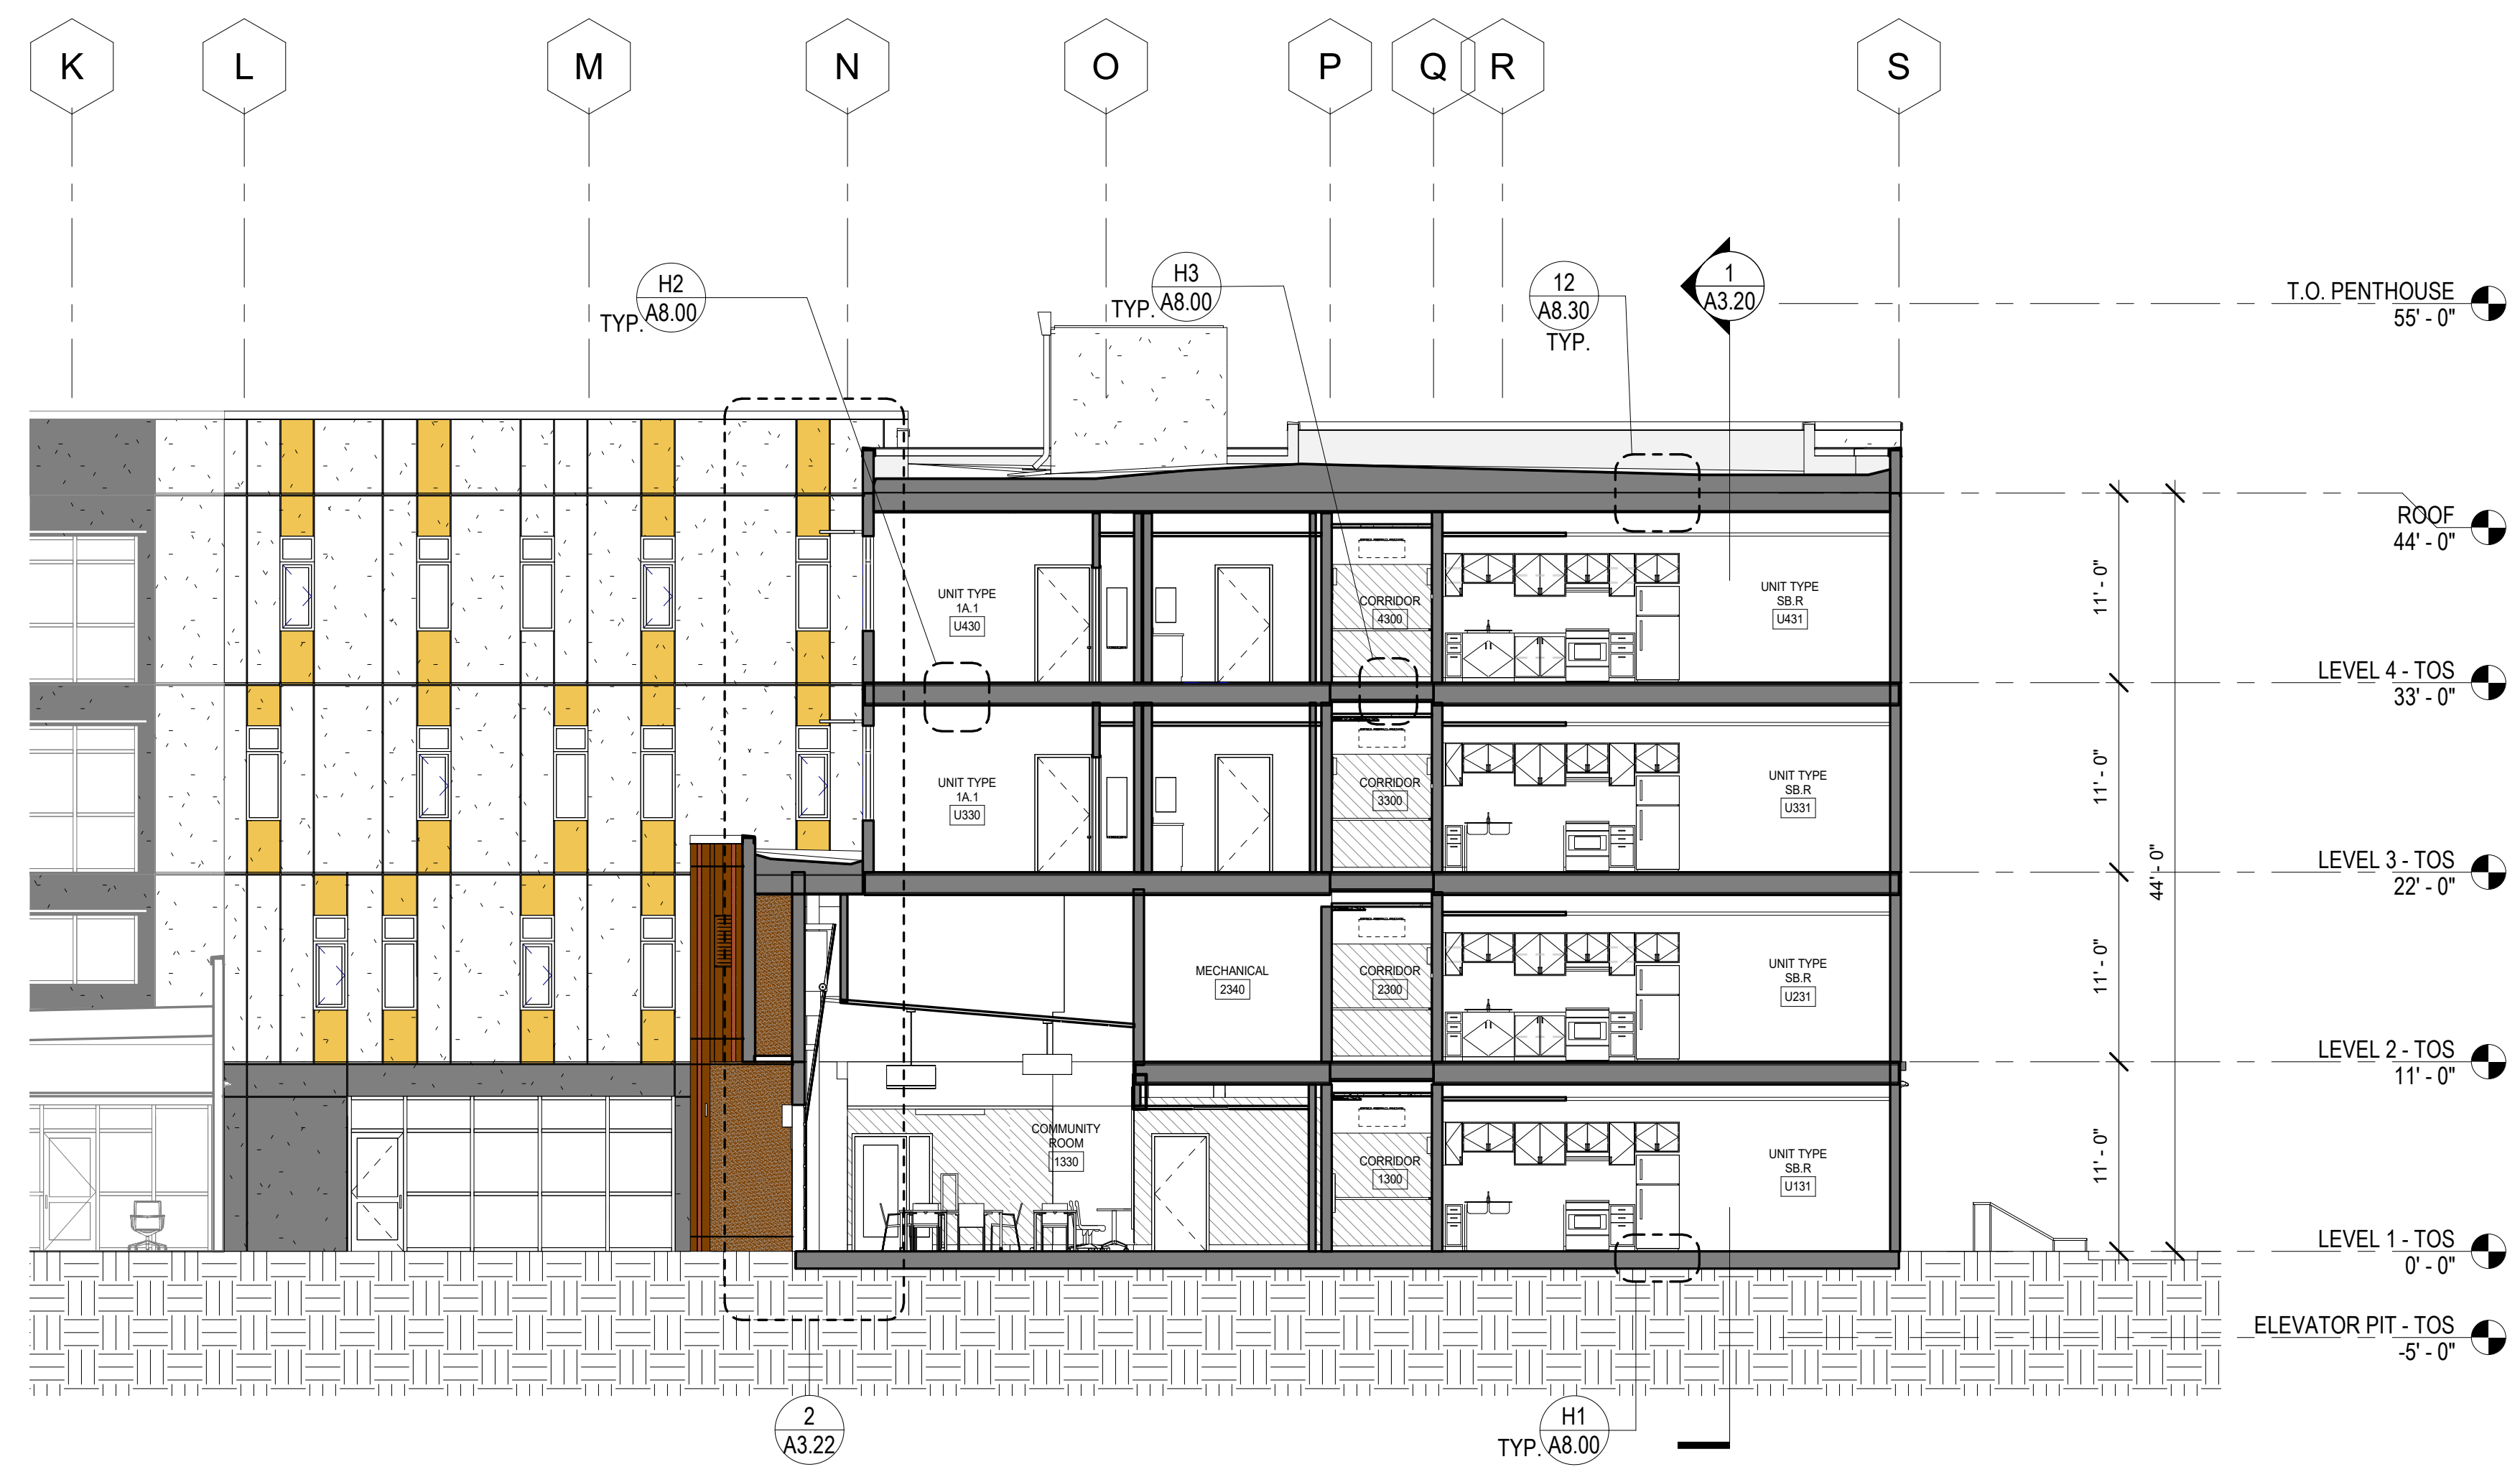 K
L
M
N
O
P
Q
R
S
H2
A8.00
TYP.
H3
A8.00
TYP.
12
A8.30
TYP.
1
A3.20
T.O. PENTHOUSE
55' - 0"
ROOF
44' - 0"
UNIT TYPE
1A.1
U430
CORRIDOR
4300
UNIT TYPE
SB.R
U431
11' - 0"
LEVEL 4 - TOS
33' - 0"
UNIT TYPE
1A.1
U330
CORRIDOR
3300
UNIT TYPE
SB.R
U331
11' - 0"
LEVEL 3 - TOS
22' - 0"
44' - 0"
MECHANICAL
2340
CORRIDOR
2300
UNIT TYPE
SB.R
U231
11' - 0"
LEVEL 2 - TOS
11' - 0"
COMMUNITY
ROOM
1330
CORRIDOR
1300
UNIT TYPE
SB.R
U131
11' - 0"
LEVEL 1 - TOS
0' - 0"
ELEVATOR PIT - TOS
-5' - 0"
2
A3.22
H1
A8.00
TYP.